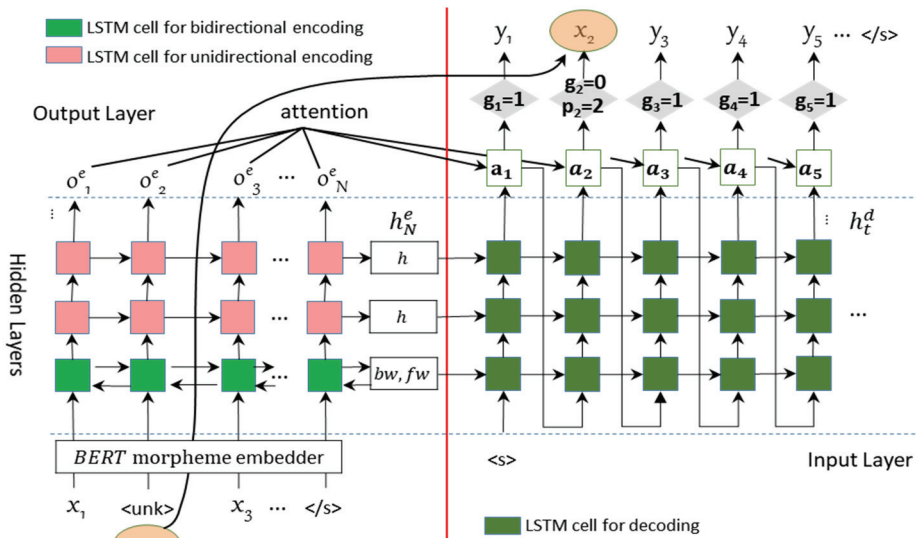 LSTM cell for bidirectional encoding
LSTM cell for unidirectional encoding
y₁ x₂ y₃ y₄ y₅ ··· </s>
g₁=1 g₂=0 p₂=2 g₃=1 g₄=1 g₅=1
Output Layer
attention
a₁ a₂ a₃ a₄ a₅
oᵉ₁ oᵉ₂ oᵉ₃ ··· oᵉN
hᵉN
hᵈt
Hidden Layers
··· h
··· h ···
··· bw, fw
BERT morpheme embedder
<s>
Input Layer
x₁ <unk> x₃ ··· </s>
LSTM cell for decoding